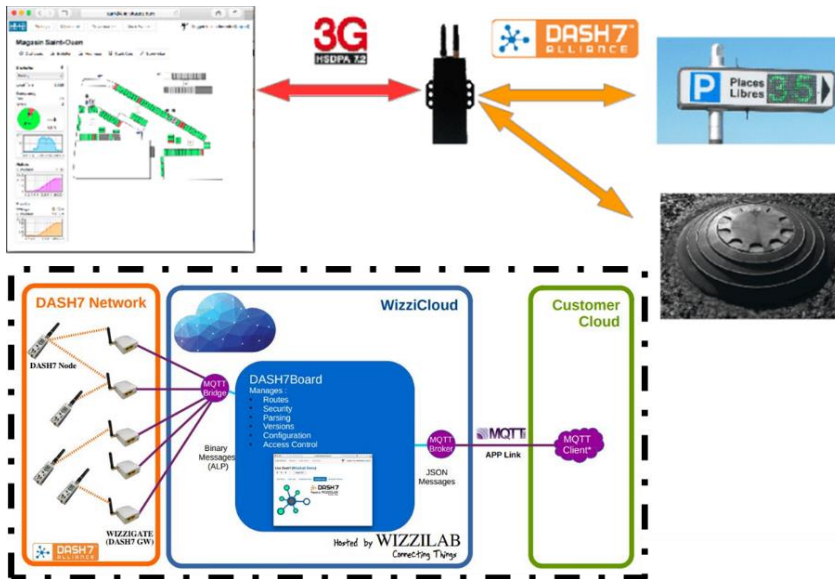 Magasin Saint-Ouen
3G
HSDPA 7.2
DASH7™
ALLIANCE
P
Places
Libres
35
DASH7 Network
DASH7 Node
WIZZIGATE
(DASH7 GW)
DASH7
ALLIANCE
WizziCloud
MQTT
Bridge
Binary
Messages
(ALP)
DASH7Board
Manages :
• Routes
• Security
• Parsing
• Versions
• Configuration
• Access Control
DASH7
Hosted by WIZZILAB
Connecting Things
MQTT
Broker
JSON
Messages
MQTT
APP Link
Customer
Cloud
MQTT
Client*